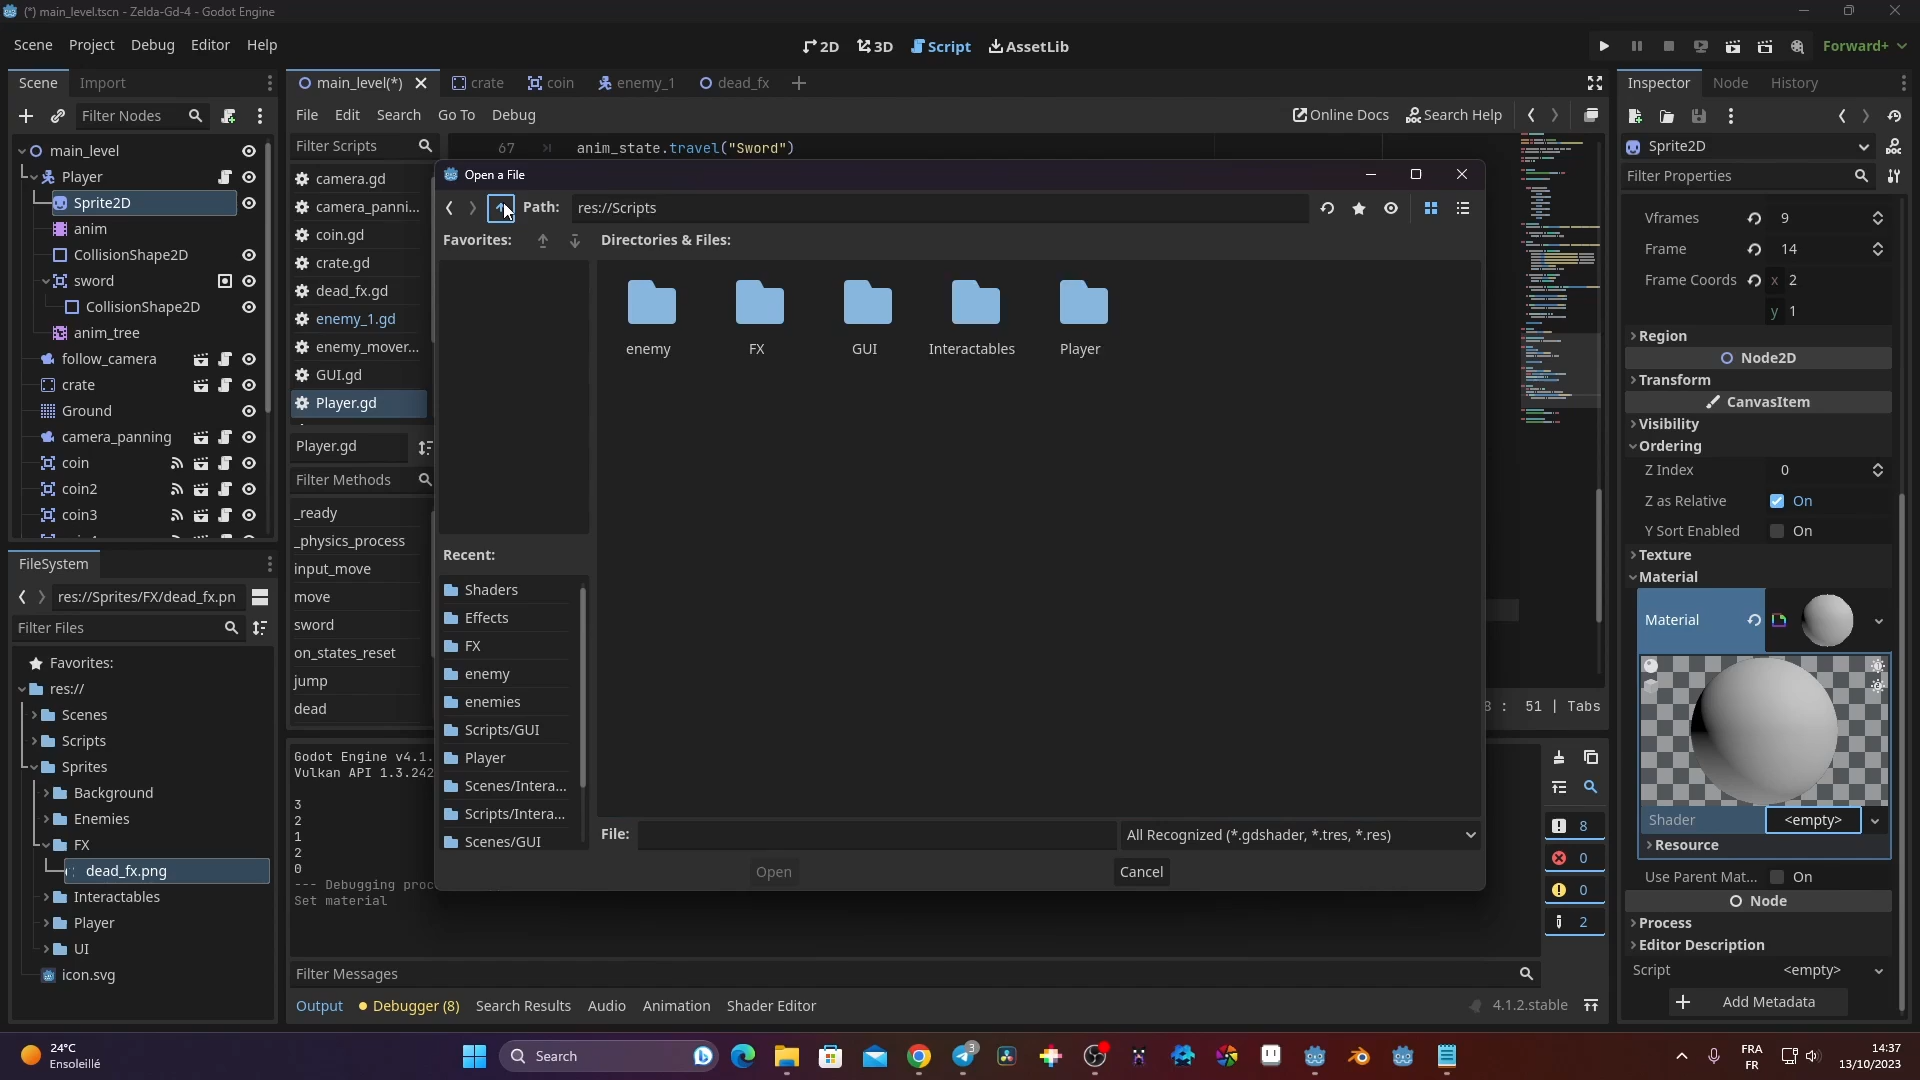 (*) main_level.tscn - Zelda-Gd-4 - Godot Engine
Scene Project Debug Editor Help
2D 3D Script AssetLib
Forward+
Scene Import
main_level(*) crate coin enemy_1 dead_fx
Inspector Node History
Filter Nodes
File Edit Search Go To Debug
Online Docs Search Help
Filter Scripts
67 anim_state.travel("Sword")
Sprite2D
Filter Properties
main_level
Player
Sprite2D
anim
CollisionShape2D
sword
CollisionShape2D
anim_tree
follow_camera
crate
Ground
camera_panning
coin
coin2
coin3
camera.gd
camera_panni...
coin.gd
crate.gd
dead_fx.gd
enemy_1.gd
enemy_mover...
GUI.gd
Player.gd
Player.gd
Filter Methods
_ready
_physics_process
input_move
move
sword
on_states_reset
jump
dead
Open a File
Path: res://Scripts
Favorites: Directories & Files:
enemy FX GUI Interactables Player
Recent:
Shaders
Effects
FX
enemy
enemies
Scripts/GUI
Player
Scenes/Intera...
Scripts/Intera...
Scenes/GUI
File: All Recognized (*.gdshader, *.tres, *.res)
Open Cancel
Vframes 9
Frame 14
Frame Coords x 2
y 1
Region
Node2D
Transform
CanvasItem
Visibility
Ordering
Z Index 0
Z as Relative On
Y Sort Enabled On
Texture
Material
Material
Shader <empty>
Resource
Use Parent Mat... On
Node
Process
Editor Description
Script <empty>
Add Metadata
: 51 | Tabs
FileSystem
res://Sprites/FX/dead_fx.pn
Filter Files
Favorites:
res://
Scenes
Scripts
Sprites
Background
Enemies
FX
dead_fx.png
Interactables
Player
UI
icon.svg
Godot Engine v4.1.
Vulkan API 1.3.242
3
2
1
2
0
--- Debugging proc
Set material
8
0
0
2
Filter Messages
Output Debugger (8) Search Results Audio Animation Shader Editor
4.1.2.stable
24°C
Ensoleillé
Search
3
FRA
FR
14:37
13/10/2023